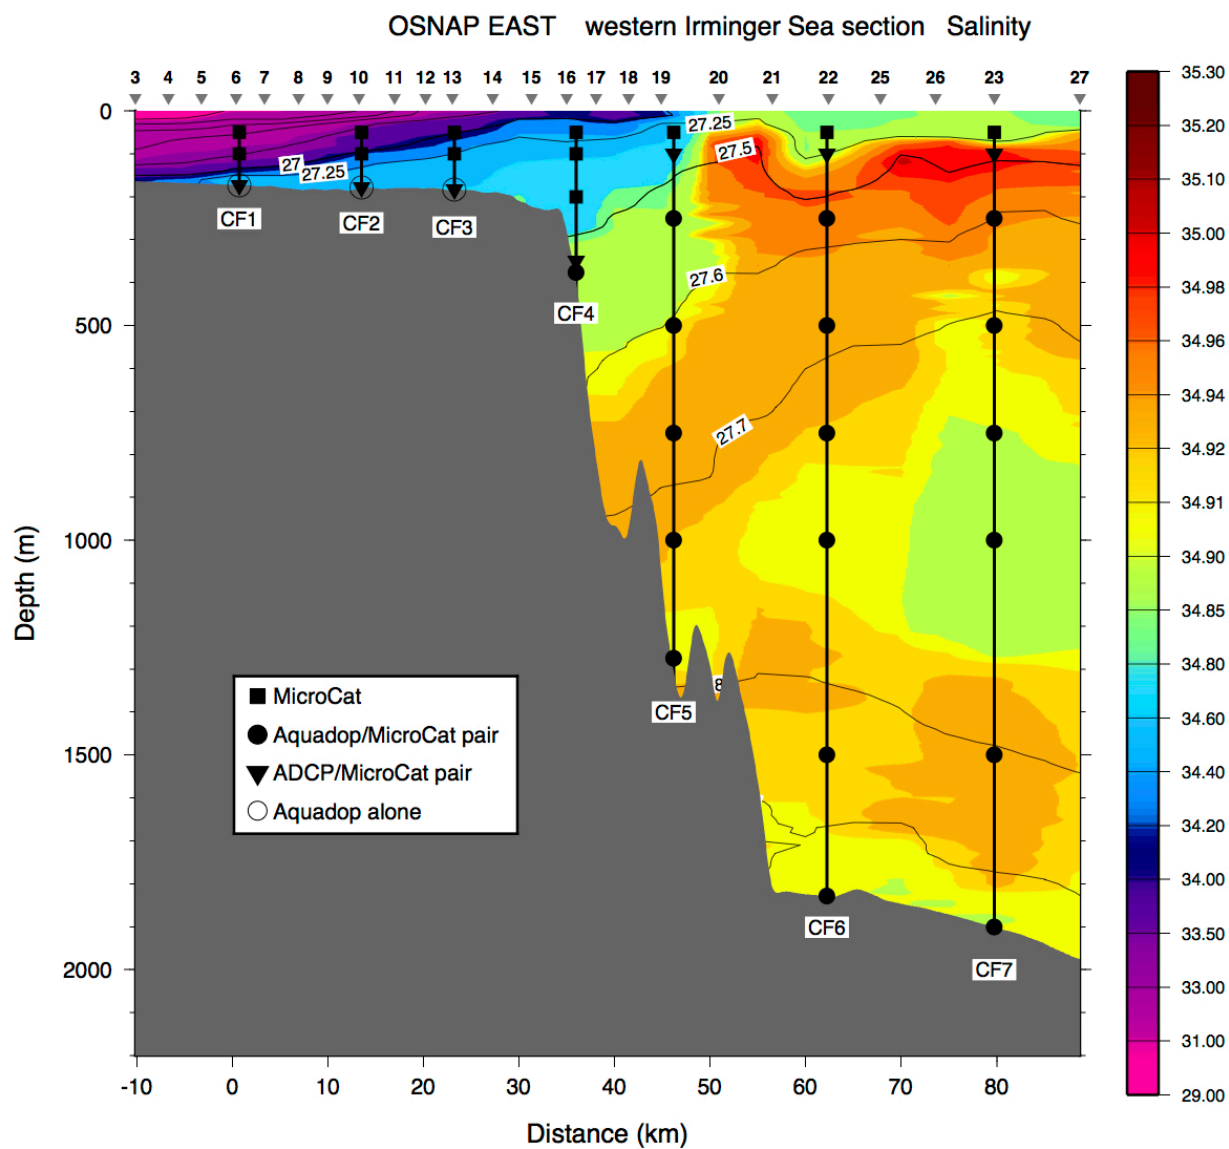 OSNAP EAST western Irminger Sea section Salinity
3 4 5 6 7 8 9 10 11 12 13 14 15 16 17 18 19 20 21 22 25 26 23 27
0
500
1000
1500
2000
Depth (m)
27
27.25
27.25
27.5
27.6
27.7
8
CF1
CF2
CF3
CF4
CF5
CF6
CF7
MicroCat
Aquadop/MicroCat pair
ADCP/MicroCat pair
Aquadop alone
-10 0 10 20 30 40 50 60 70 80
Distance (km)
35.30
35.20
35.10
35.00
34.98
34.96
34.94
34.92
34.91
34.90
34.85
34.80
34.60
34.40
34.20
34.00
33.50
33.00
31.00
29.00